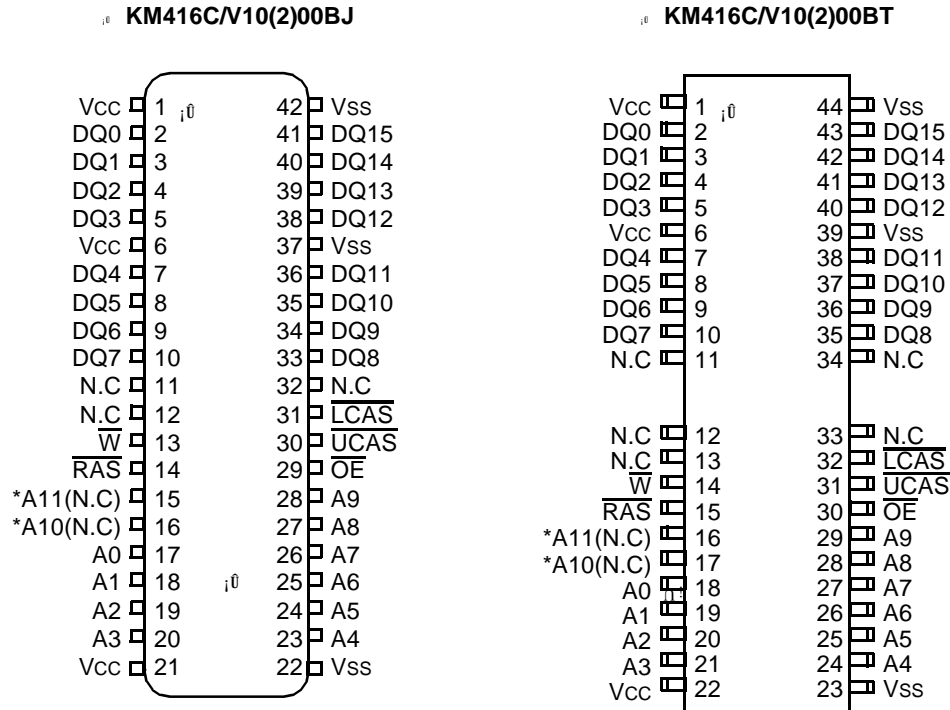 KM416C/V10(2)00BJ
VCC 1 42 VSS
DQ0 2 41 DQ15
DQ1 3 40 DQ14
DQ2 4 39 DQ13
DQ3 5 38 DQ12
VCC 6 37 VSS
DQ4 7 36 DQ11
DQ5 8 35 DQ10
DQ6 9 34 DQ9
DQ7 10 33 DQ8
N.C 11 32 N.C
N.C 12 31 LCAS
W 13 30 UCAS
RAS 14 29 OE
*A11(N.C) 15 28 A9
*A10(N.C) 16 27 A8
A0 17 26 A7
A1 18 25 A6
A2 19 24 A5
A3 20 23 A4
VCC 21 22 VSS
KM416C/V10(2)00BT
VCC 1 44 VSS
DQ0 2 43 DQ15
DQ1 3 42 DQ14
DQ2 4 41 DQ13
DQ3 5 40 DQ12
VCC 6 39 VSS
DQ4 7 38 DQ11
DQ5 8 37 DQ10
DQ6 9 36 DQ9
DQ7 10 35 DQ8
N.C 11 34 N.C
N.C 12 33 N.C
N.C 13 32 LCAS
W 14 31 UCAS
RAS 15 30 OE
*A11(N.C) 16 29 A9
*A10(N.C) 17 28 A8
A0 18 27 A7
A1 19 26 A6
A2 20 25 A5
A3 21 24 A4
VCC 22 23 VSS